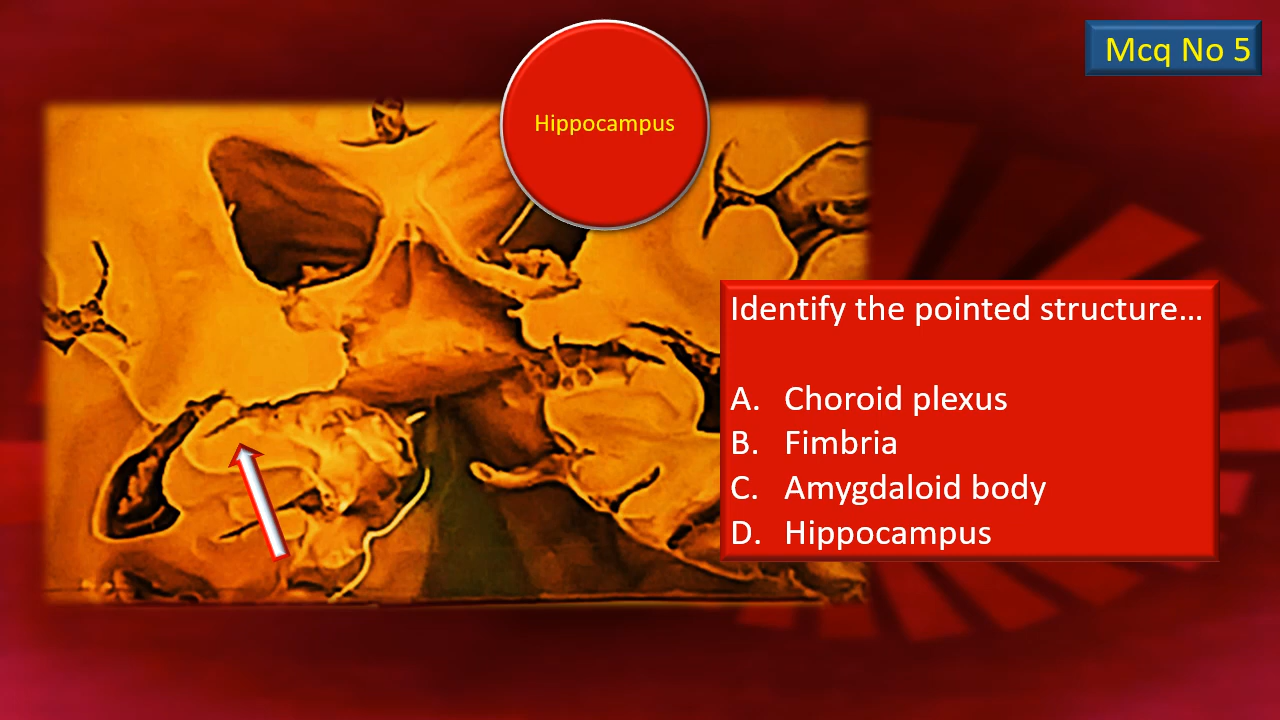 Mcq No 5
Hippocampus
Identify the pointed structure...
A. Choroid plexus
B. Fimbria
C. Amygdaloid body
D. Hippocampus